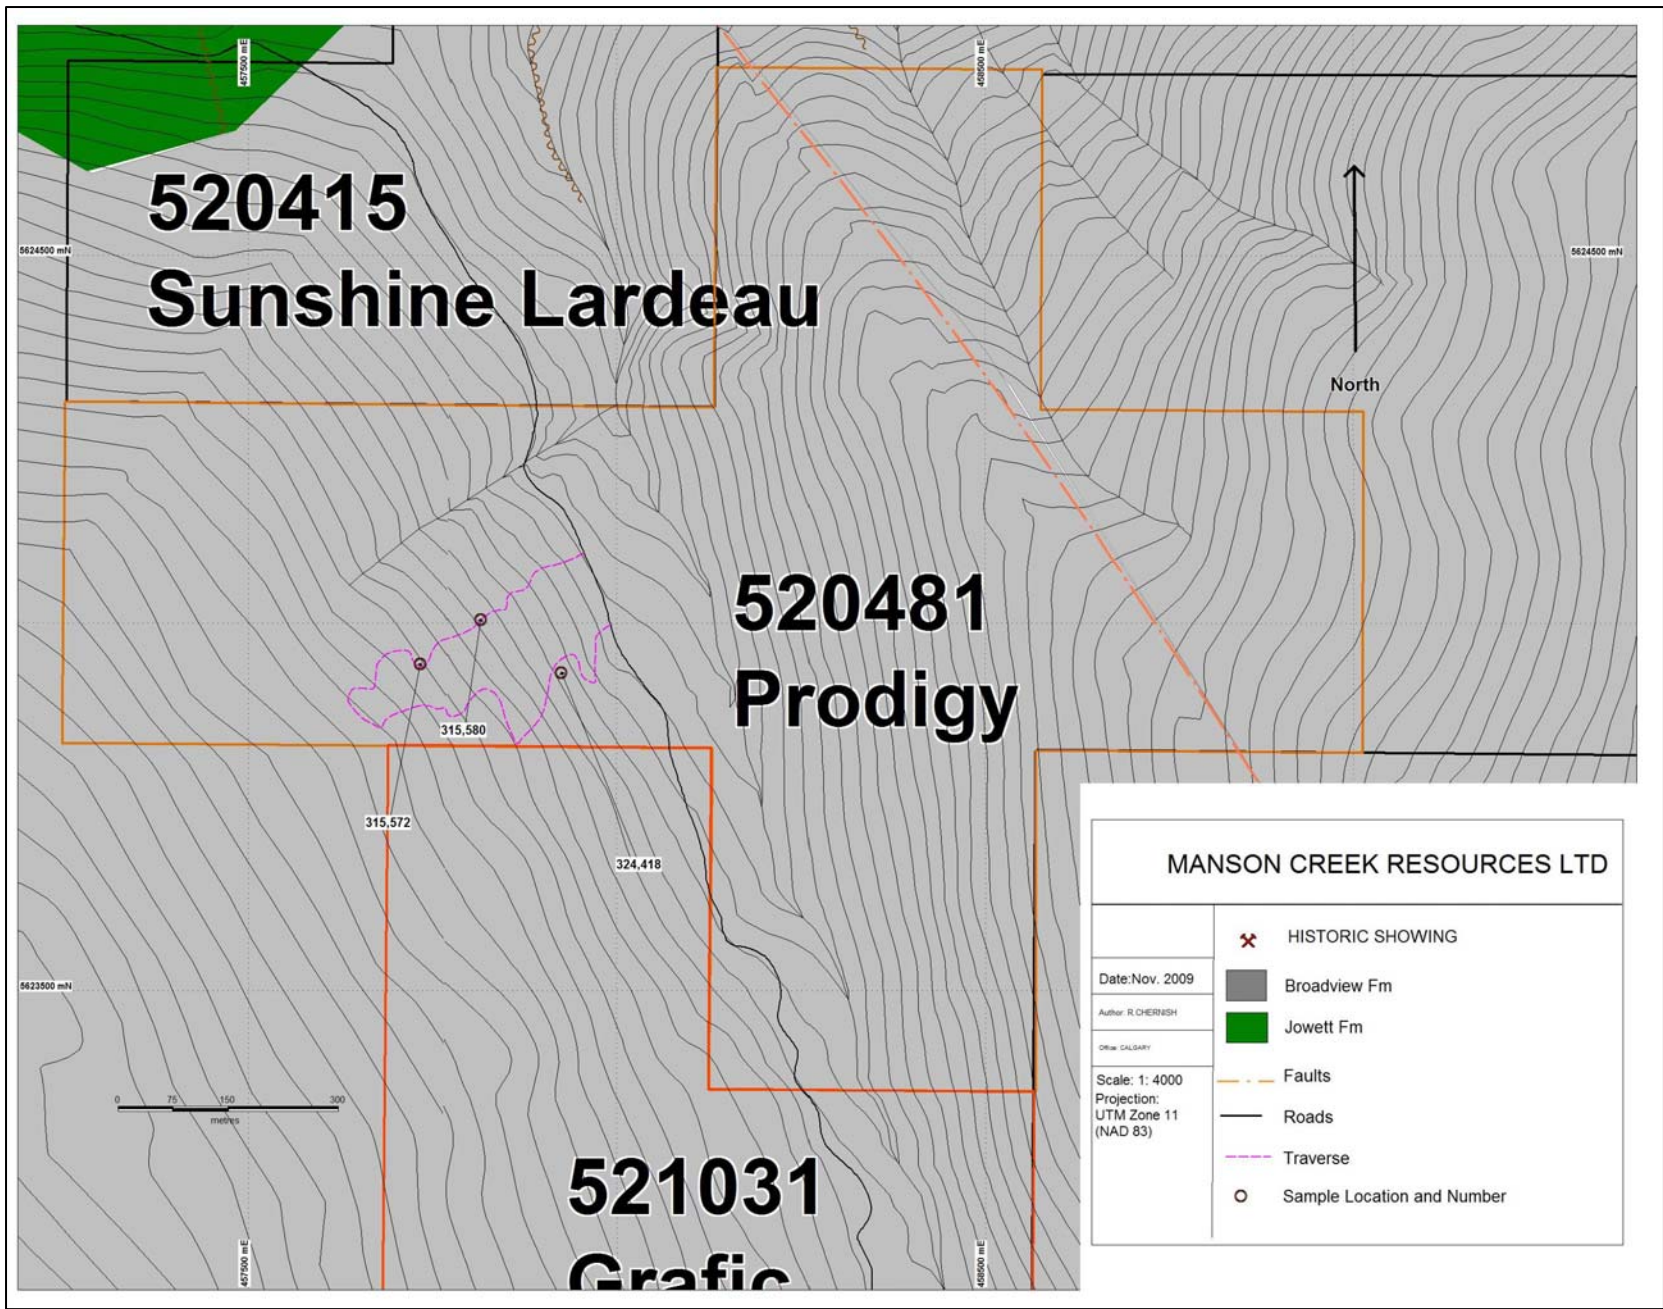 457500 mE
458500 mE
520415
Sunshine Lardeau
5624500 mN
5624500 mN
North
520481
Prodigy
315,580
315,572
324,418
5623500 mN
0 75 150 300
metres
521031
Grafic
457500 mE
458500 mE
MANSON CREEK RESOURCES LTD
HISTORIC SHOWING
Date:Nov. 2009
Broadview Fm
Author: R.CHERNISH
Jowett Fm
Office: CALGARY
Faults
Scale: 1: 4000
Projection:
UTM Zone 11
(NAD 83)
Roads
Traverse
Sample Location and Number